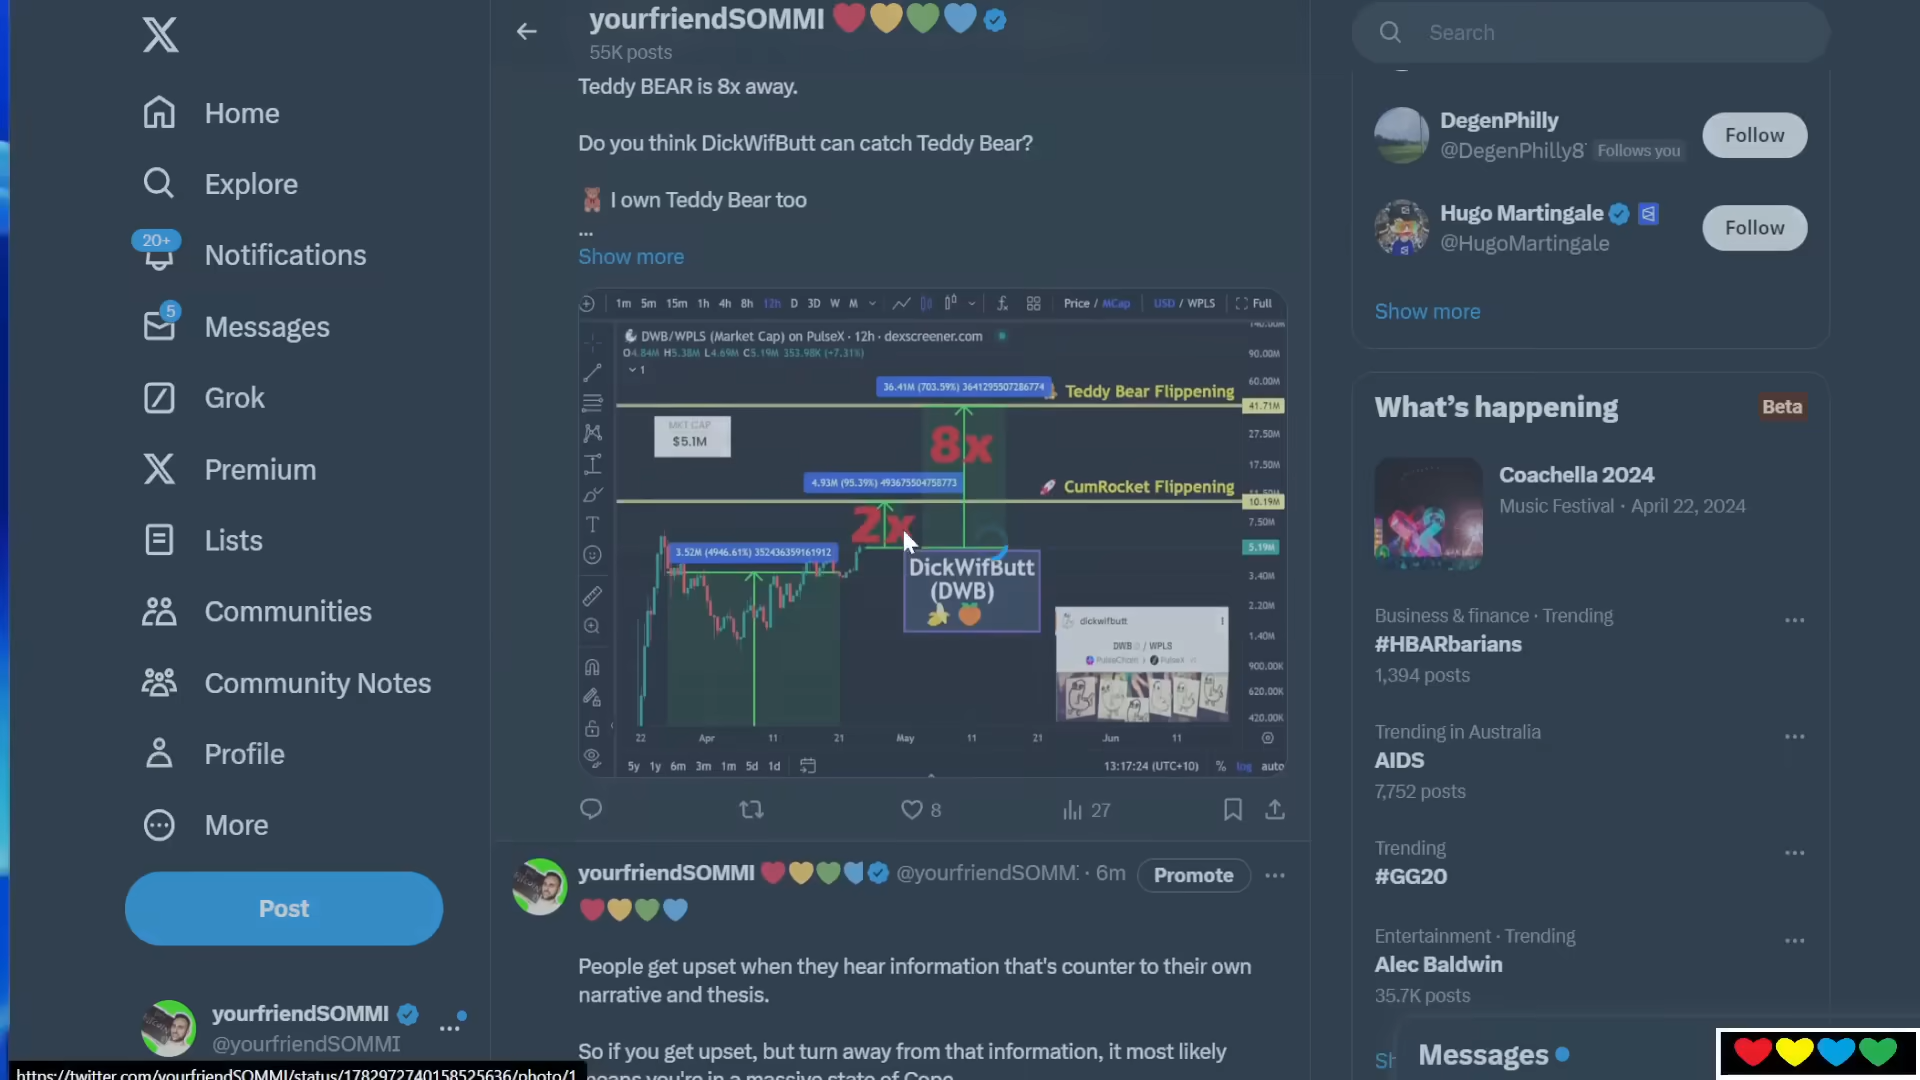 Home
Explore
20+
Notifications
5
Messages
Grok
Premium
Lists
Communities
Community Notes
Profile
More
Post
yourfriendSOMMI
@yourfriendSOMMI
https://twitter.com/yourfriendSOMMI/status/1782972740158525636/photo/1
yourfriendSOMMI
55K posts
Teddy BEAR is 8x away.
Do you think DickWifButt can catch Teddy Bear?
I own Teddy Bear too
...
Show more
1m 5m 15m 1h 4h 8h 12h D 3D W M Price / MCap USD / WPLS Full
DWB/WPLS (Market Cap) on PulseX · 12h · dexscreener.com
O4.84M H5.38M L4.69M C5.19M 353.98K (+7.31%)
1
MKT CAP
$5.1M
36.41M (703.59%) 3641295507286774
Teddy Bear Flippening
8x
4.93M (95.39%) 493675504758773
CumRocket Flippening
2x
3.52M (4946.61%) 352436359161912
DickWifButt
(DWB)
dickwifbutt
DWB / WPLS
PulseChain PulseX
140.00M
90.00M
60.00M
41.71M
27.50M
17.50M
10.19M
7.50M
5.19M
3.40M
2.20M
1.40M
900.00K
620.00K
420.00K
22 Apr 11 21 May 11 21 Jun 11
5y 1y 6m 3m 1m 5d 1d 13:17:24 (UTC+10) % log auto
8 27
yourfriendSOMMI @yourfriendSOMM · 6m Promote
People get upset when they hear information that's counter to their own
narrative and thesis.
So if you get upset, but turn away from that information, it most likely
means you're in a massive state of Cope
Search
DegenPhilly
@DegenPhilly8 Follows you
Follow
Hugo Martingale
@HugoMartingale
Follow
Show more
What's happening
Beta
Coachella 2024
Music Festival · April 22, 2024
Business & finance · Trending
#HBARbarians
1,394 posts
Trending in Australia
AIDS
7,752 posts
Trending
#GG20
Entertainment · Trending
Alec Baldwin
35.7K posts
Sh
Messages